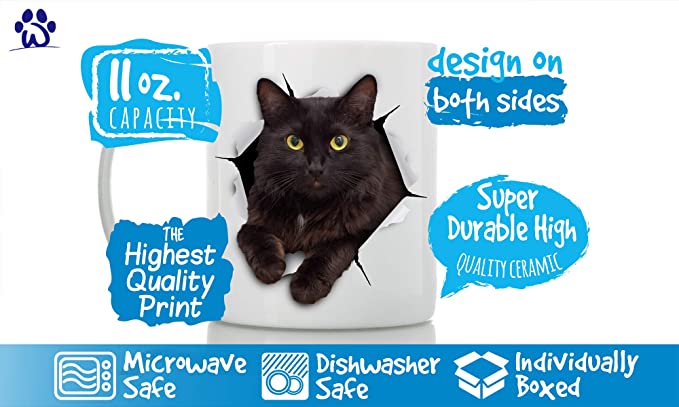 11 oz.
CAPACITY
design on
both sides
THE
Highest
Quality
Print
Super
Durable High
QUALITY CERAMIC
Microwave
Safe
Dishwasher
Safe
Individually
Boxed